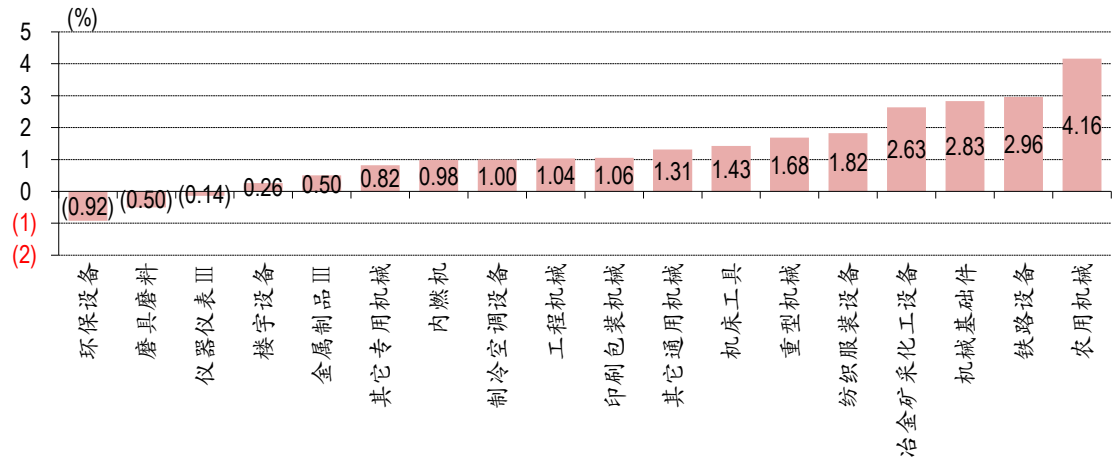 (%)
5
4
3
2
1
0
(1)
(2)
(0.92)
(0.50)
(0.14)
0.26
0.50
0.82
0.98
1.00
1.04
1.06
1.31
1.43
1.68
1.82
2.63
2.83
2.96
4.16
环保设备
磨具磨料
仪器仪表Ⅲ
楼宇设备
金属制品Ⅲ
其它专用机械
内燃机
制冷空调设备
工程机械
印刷包装机械
其它通用机械
机床工具
重型机械
纺织服装设备
冶金矿采化工设备
机械基础件
铁路设备
农用机械